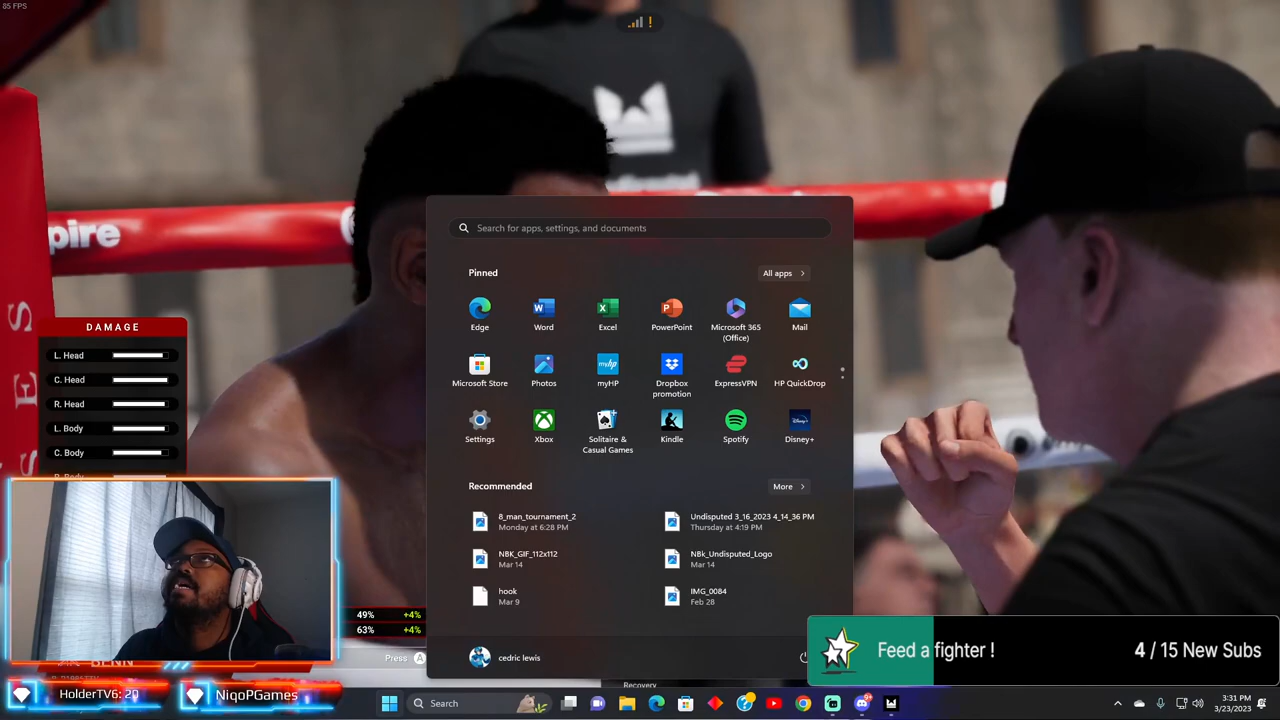 85 FPS
pire
Search for apps, settings, and documents
Pinned
All apps
Edge
Word
Excel
PowerPoint
Microsoft 365
(Office)
Mail
Microsoft Store
Photos
myHP
Dropbox
promotion
ExpressVPN
HP QuickDrop
Settings
Xbox
Solitaire &
Casual Games
Kindle
Spotify
Disney+
Recommended
More
8_man_tournament_2
Monday at 6:28 PM
Undisputed 3_16_2023 4_14_36 PM
Thursday at 4:19 PM
NBK_GIF_112x112
Mar 14
NBk_Undisputed_Logo
Mar 14
hook
Mar 9
IMG_0084
Feb 28
cedric lewis
DAMAGE
L. Head
C. Head
R. Head
L. Body
C. Body
49% +4%
63% +4%
Press A
BENN
HolderTV6: 20
NiqoPGames
Feed a fighter !
4 / 15 New Subs
Recovery
Search
3:31 PM
3/23/2023